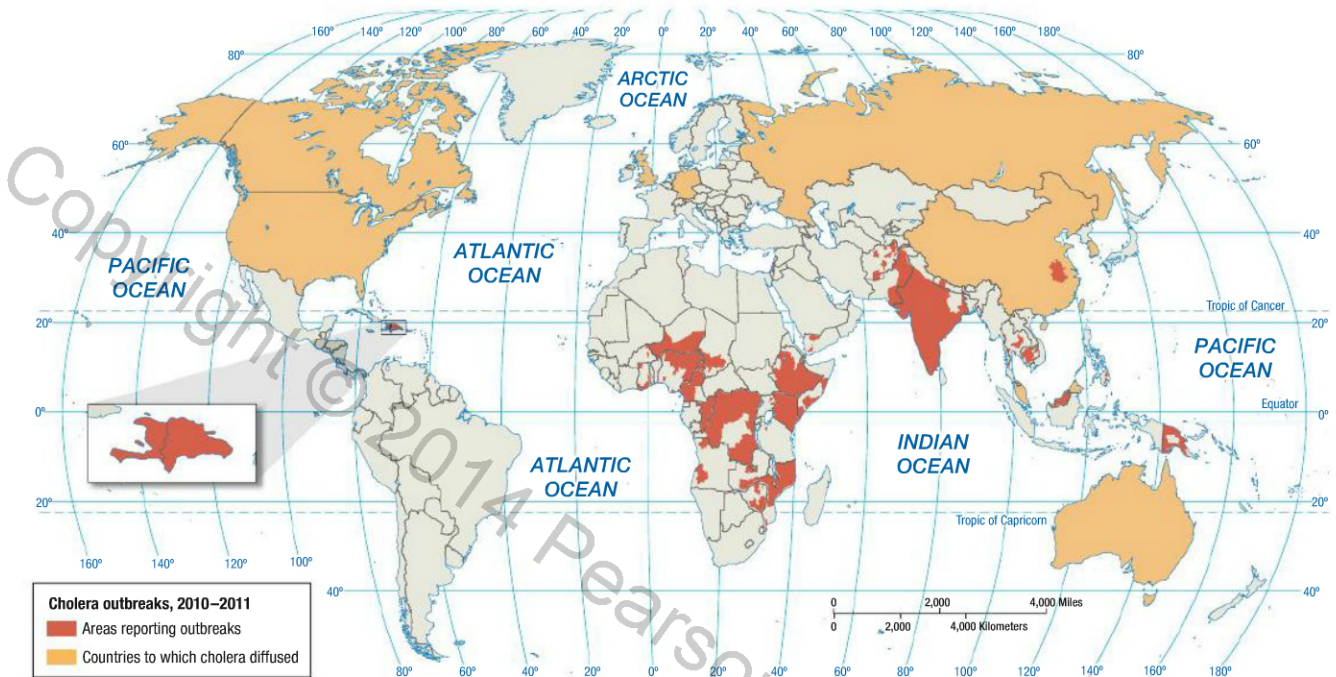 160° 140° 120° 100° 80° 60° 40° 20° 0° 20° 40° 60° 80° 100° 120° 140° 160°
80° 80°
ARCTIC
OCEAN
60° 60°
40° 40°
PACIFIC
OCEAN
ATLANTIC
OCEAN
Tropic of Cancer
20° 20°
PACIFIC
OCEAN
Equator
0° 0°
INDIAN
OCEAN
ATLANTIC
OCEAN
20° 20°
Tropic of Capricorn
160° 140° 120° 100°
40° 40°
Cholera outbreaks, 2010–2011
Areas reporting outbreaks
Countries to which cholera diffused
0 2,000 4,000 Miles
0 2,000 4,000 Kilometers
80° 60° 40° 20° 0° 20° 40° 60° 80° 100° 120° 140° 160°
Copyright © 2014 Pearson